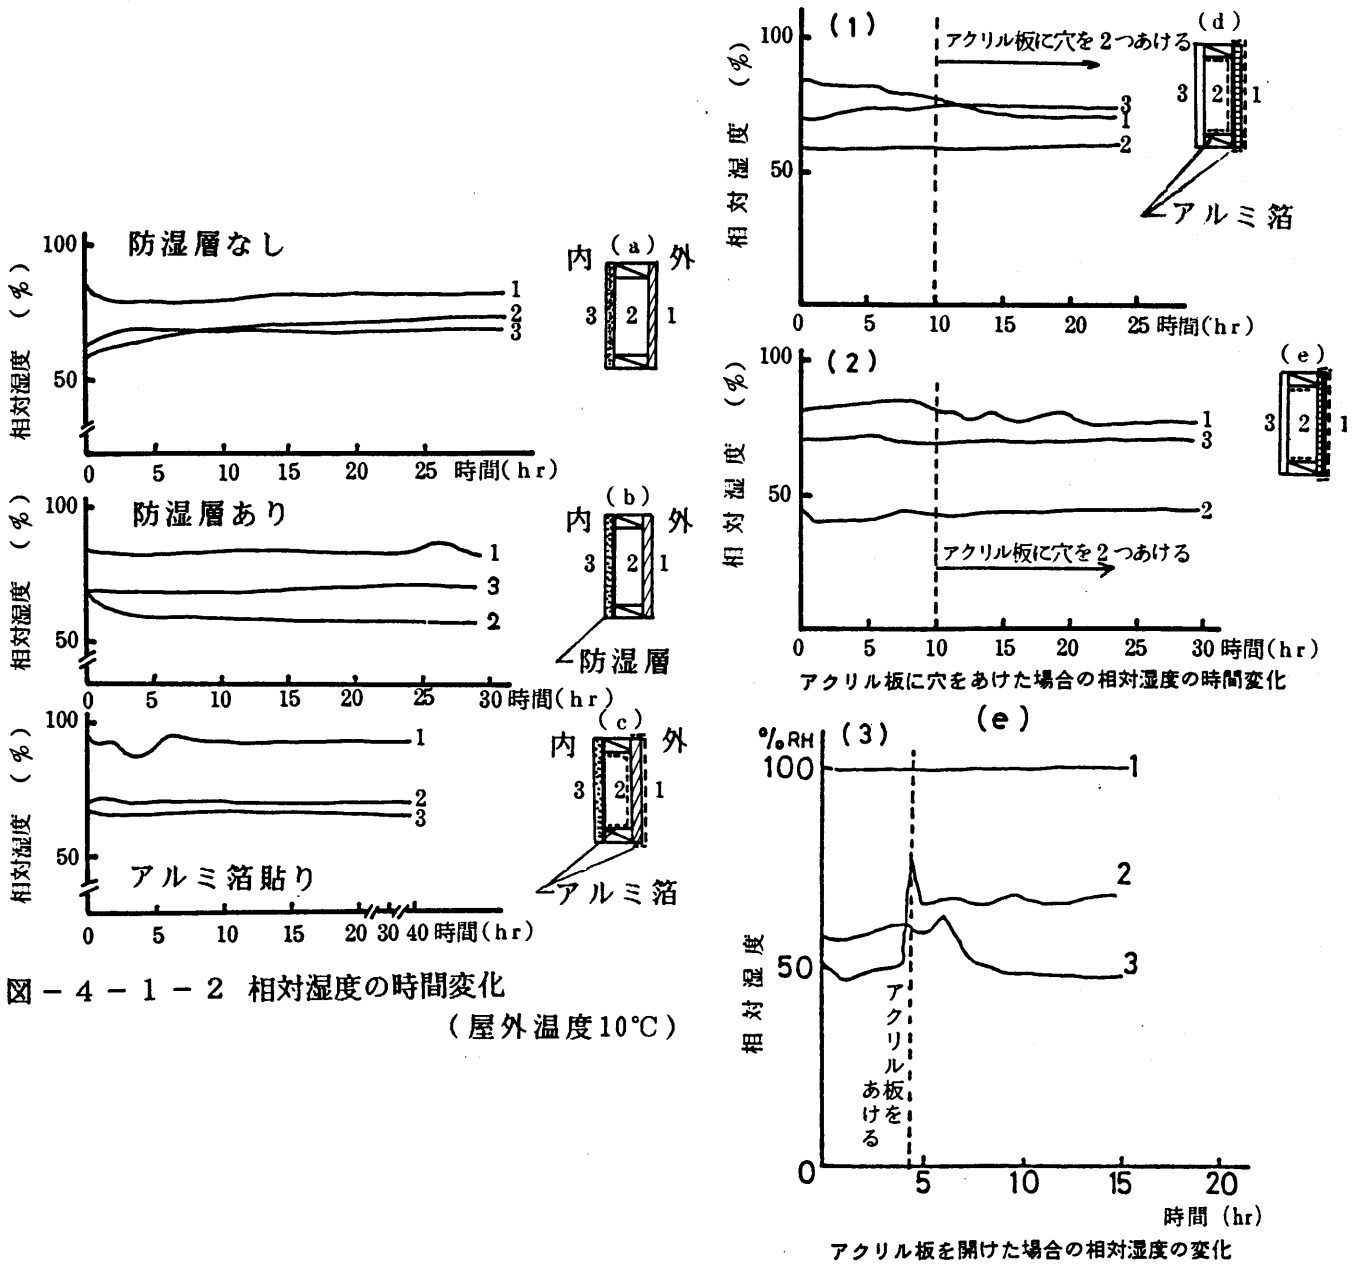 防湿層なし
相対湿度 (%)
100
50
1
2
3
0 5 10 15 20 25 時間(hr)
内 (a) 外
3 2 1
防湿層あり
相対湿度 (%)
100
50
1
3
2
0 5 10 15 20 25 30 時間(hr)
内 (b) 外
3 2 1
防湿層
相対湿度 (%)
100
50
1
2
3
アルミ箔貼り
0 5 10 15 20 30 40 時間(hr)
内 (c) 外
3 2 1
アルミ箔
図-4-1-2 相対湿度の時間変化
(屋外温度10℃)
(1)
アクリル板に穴を2つあける
相対湿度 (%)
100
50
3
1
2
0 5 10 15 20 25 時間(hr)
(d)
3 2 1
アルミ箔
(2)
相対湿度 (%)
100
50
1
3
2
アクリル板に穴を2つあける
0 5 10 15 20 25 30 時間(hr)
(e)
3 2 1
アクリル板に穴をあけた場合の相対湿度の時間変化
(e)
%RH (3)
相対湿度
100
50
0
1
2
3
アクリル板を
あける
5 10 15 20
時間 (hr)
アクリル板を開けた場合の相対湿度の変化